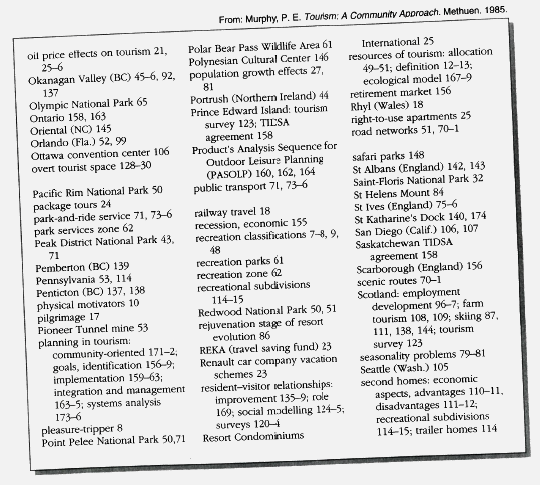 From: Murphy, P. E. Tourism: A Community Approach. Methuen. 1985.
oil price effects on tourism 21,
25–6
Okanagan Valley (BC) 45–6, 92,
137
Olympic National Park 65
Ontario 158, 163
Oriental (NC) 145
Orlando (Fla.) 52, 99
Ottawa convention center 106
overt tourist space 128–30
Pacific Rim National Park 50
package tours 24
park-and-ride service 71, 73–6
park services zone 62
Peak District National Park 43,
71
Pemberton (BC) 139
Pennsylvania 53, 114
Penticton (BC) 137, 138
physical motivators 10
pilgrimage 17
Pioneer Tunnel mine 53
planning in tourism:
community-oriented 171–2;
goals, identification 156–9;
implementation 159–63;
integration and management
163–5; systems analysis
173–6
pleasure-tripper 8
Point Pelee National Park 50,71
Polar Bear Pass Wildlife Area 61
Polynesian Cultural Center 146
population growth effects 27,
81
Portrush (Northern Ireland) 44
Prince Edward Island: tourism
survey 123; TIDSA
agreement 158
Product's Analysis Sequence for
Outdoor Leisure Planning
(PASOLP) 160, 162, 164
public transport 71, 73–6
railway travel 18
recession, economic 155
recreation classifications 7–8, 9,
48
recreation parks 61
recreation zone 62
recreational subdivisions
114–15
Redwood National Park 50, 51
rejuvenation stage of resort
evolution 86
REKA (travel saving fund) 23
Renault car company vacation
schemes 23
resident–visitor relationships:
improvement 135–9; role
169; social modelling 124–5;
surveys 120–4
Resort Condominiums
International 25
resources of tourism: allocation
49–51; definition 12–13;
ecological model 167–9
retirement market 156
Rhyl (Wales) 18
right-to-use apartments 25
road networks 51, 70–1
safari parks 148
St Albans (England) 142, 143
Saint-Floris National Park 32
St Helens Mount 84
St Ives (England) 75–6
St Katharine's Dock 140, 174
San Diego (Calif.) 106, 107
Saskatchewan TIDSA
agreement 158
Scarborough (England) 156
scenic routes 70–1
Scotland: employment
development 96–7; farm
tourism 108, 109; skiing 87,
111, 138, 144; tourism
survey 123
seasonality problems 79–81
Seattle (Wash.) 105
second homes: economic
aspects, advantages 110–11,
disadvantages 111–12;
recreational subdivisions
114–15; trailer homes 114